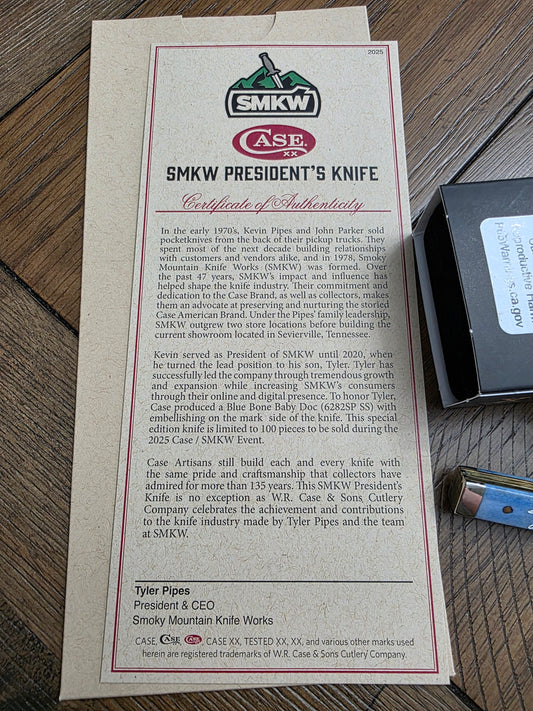 2025
SMKW
CASE
XX
SMKW PRESIDENT'S KNIFE
Certificate of Authenticity
In the early 1970's, Kevin Pipes and John Parker sold
pocketknives from the back of their pickup trucks. They
spent most of the next decade building relationships
with customers and vendors alike, and in 1978, Smoky
Mountain Knife Works (SMKW) was formed. Over
the past 47 years, SMKW's impact and influence has
helped shape the knife industry. Their commitment and
dedication to the Case Brand, as well as collectors, makes
them an advocate at preserving and nurturing the storied
Case American Brand. Under the Pipes' family leadership,
SMKW outgrew two store locations before building the
current showroom located in Sevierville, Tennessee.
Kevin served as President of SMKW until 2020, when
he turned the lead position to his son, Tyler. Tyler has
successfully led the company through tremendous growth
and expansion while increasing SMKW's consumers
through their online and digital presence. To honor Tyler,
Case produced a Blue Bone Baby Doc (6282SP SS) with
embellishing on the mark side of the knife. This special
edition knife is limited to 100 pieces to be sold during the
2025 Case / SMKW Event.
Case Artisans still build each and every knife with
the same pride and craftsmanship that collectors have
admired for more than 135 years. This SMKW President's
Knife is no exception as W.R. Case & Sons Cutlery
Company celebrates the achievement and contributions
to the knife industry made by Tyler Pipes and the team
at SMKW.
Tyler Pipes
President & CEO
Smoky Mountain Knife Works
CASE, CASE XX CASE XX, CASE XX, TESTED XX, XX, and various other marks used
herein are registered trademarks of W.R. Case & Sons Cutlery Company.
Reproductive Harm
P65Warnings.ca.gov